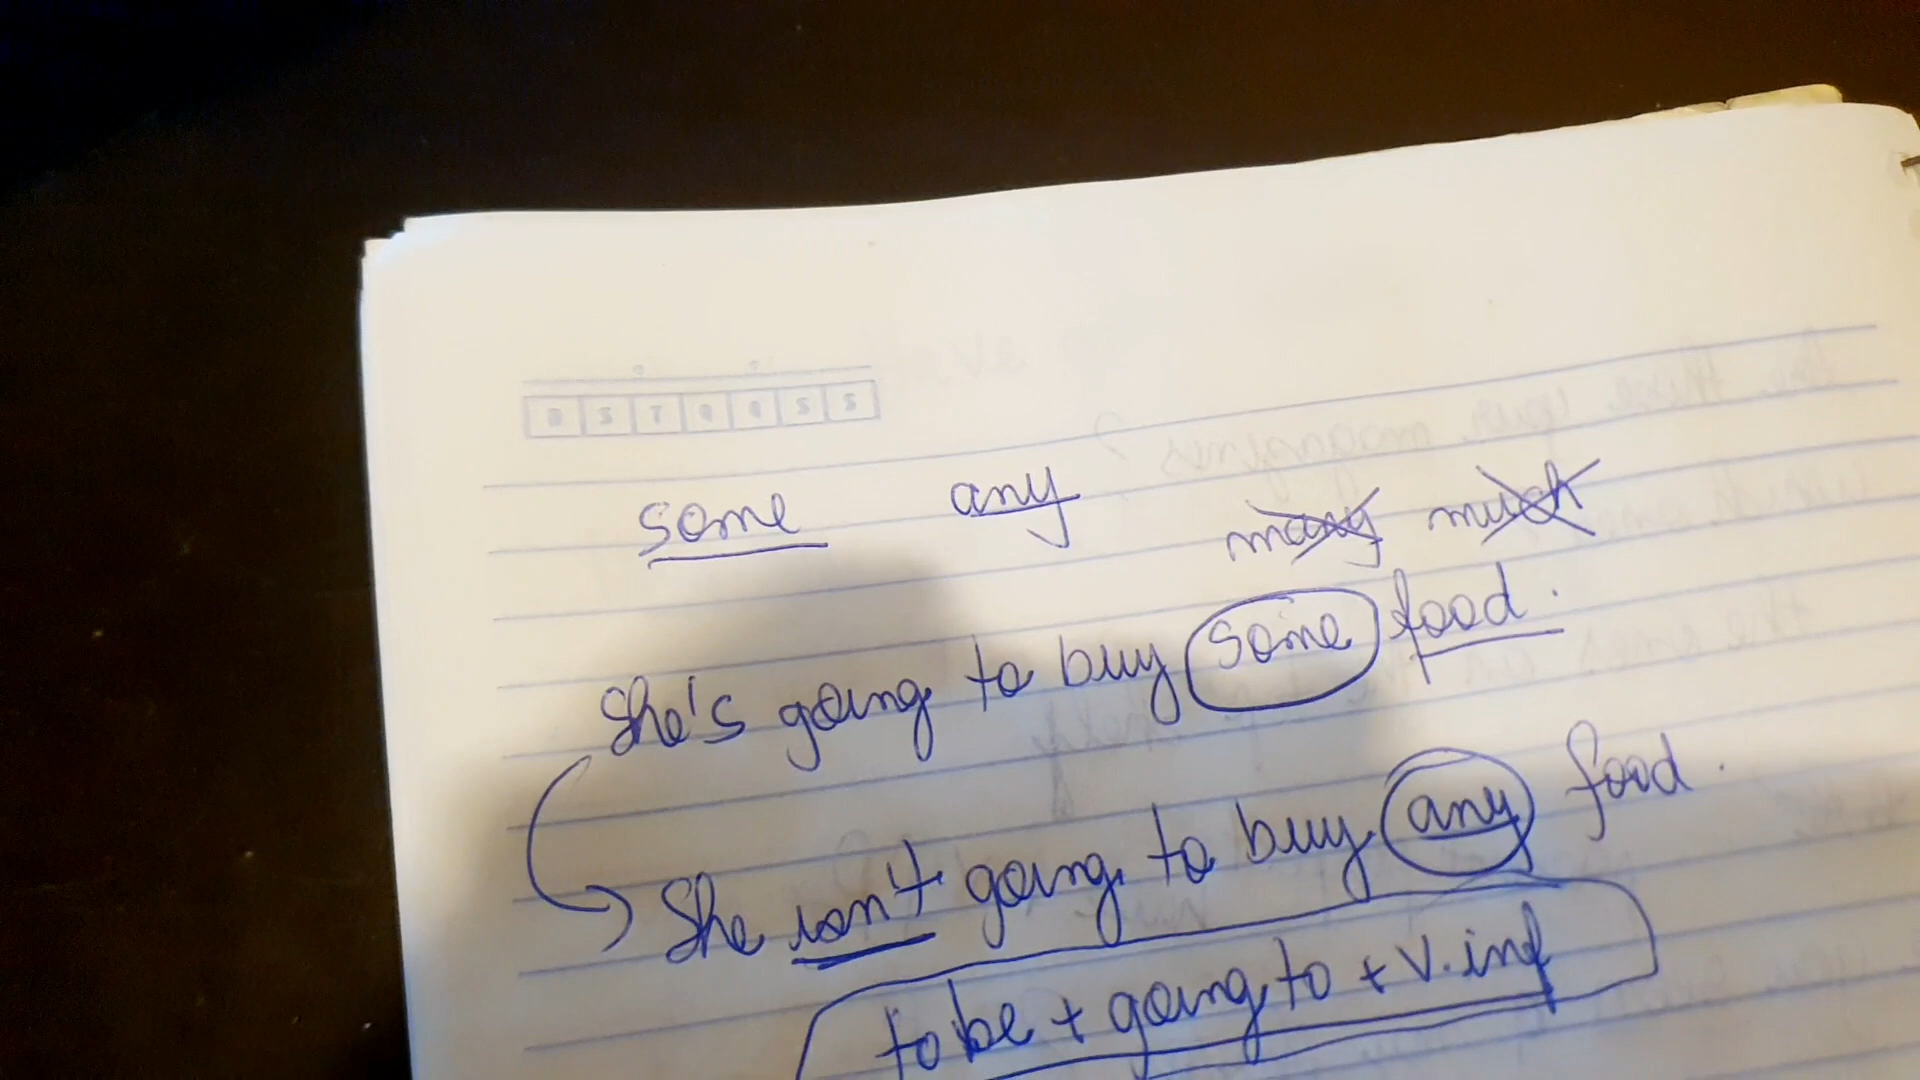 D S T Q Q S S
some any many much
She's going to buy some food.
She isn't going to buy any food.
to be + going to + v.inf